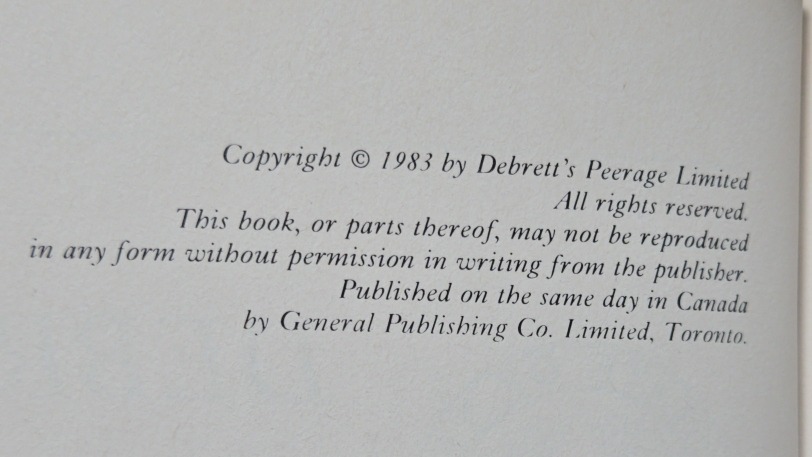 Copyright © 1983 by Debrett's Peerage Limited
All rights reserved.
This book, or parts thereof, may not be reproduced
in any form without permission in writing from the publisher.
Published on the same day in Canada
by General Publishing Co. Limited, Toronto.